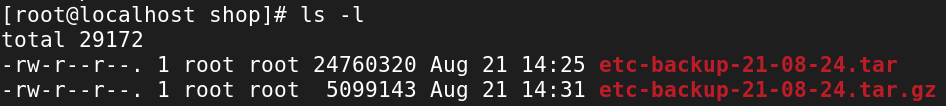 [root@localhost shop]# ls -l
total 29172
-rw-r--r--. 1 root root 24760320 Aug 21 14:25 etc-backup-21-08-24.tar
-rw-r--r--. 1 root root  5099143 Aug 21 14:31 etc-backup-21-08-24.tar.gz